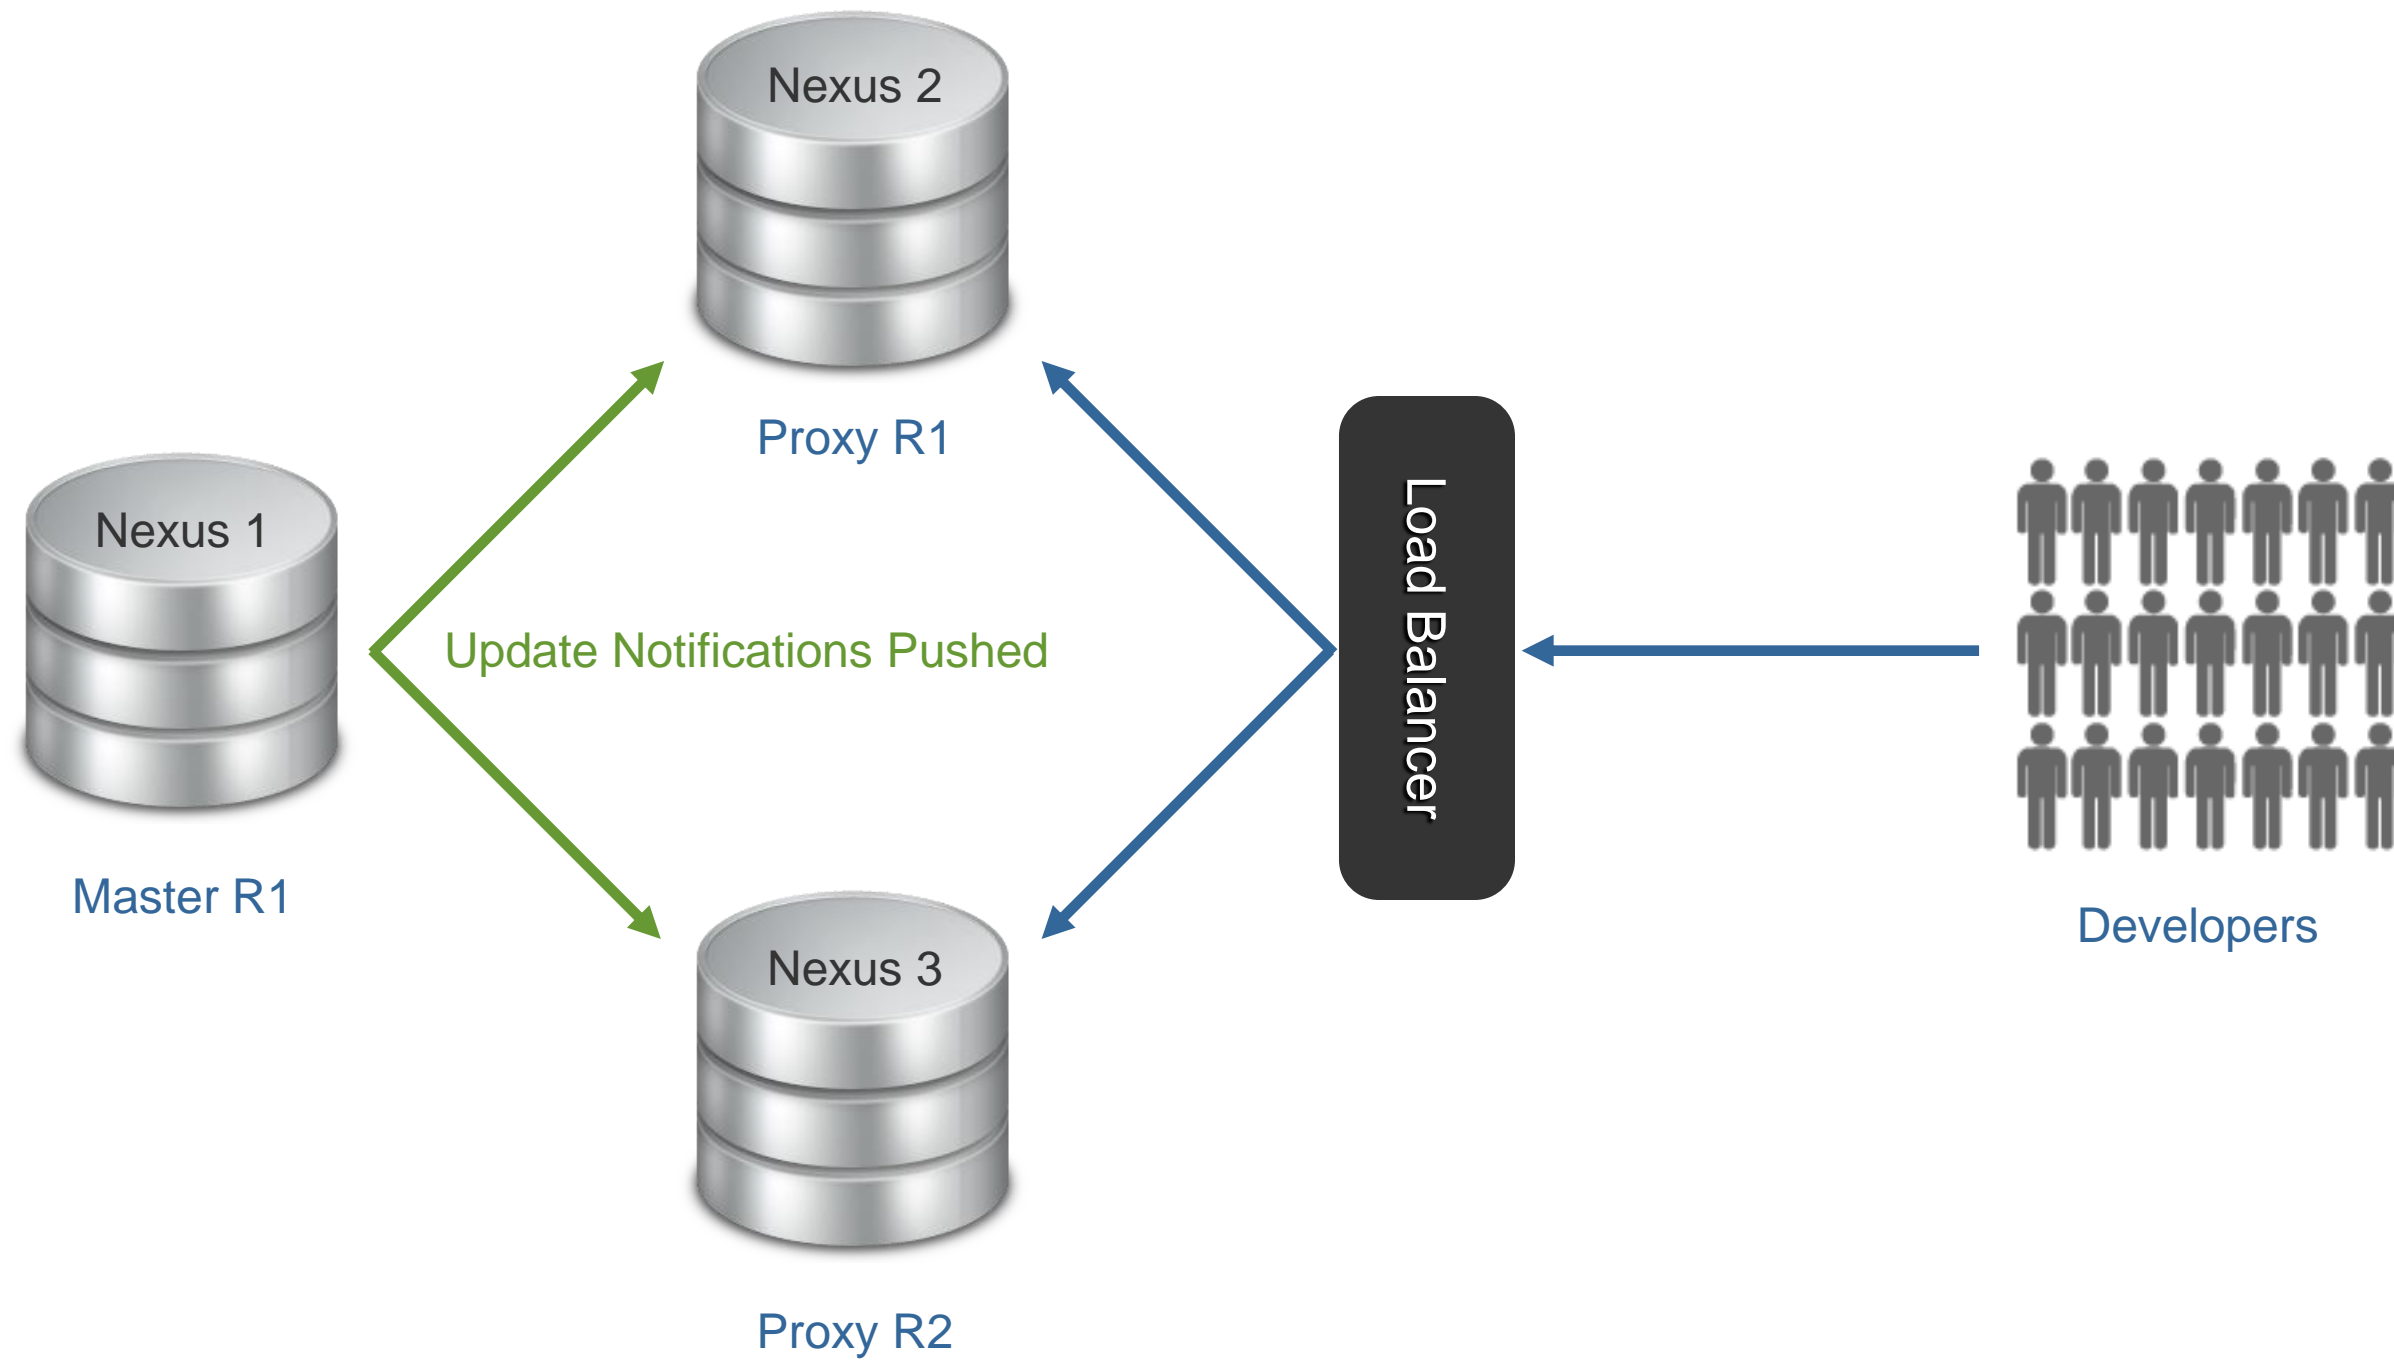 Nexus 2
Proxy R1
Nexus 1
Update Notifications Pushed
Load Balancer
Master R1
Developers
Nexus 3
Proxy R2